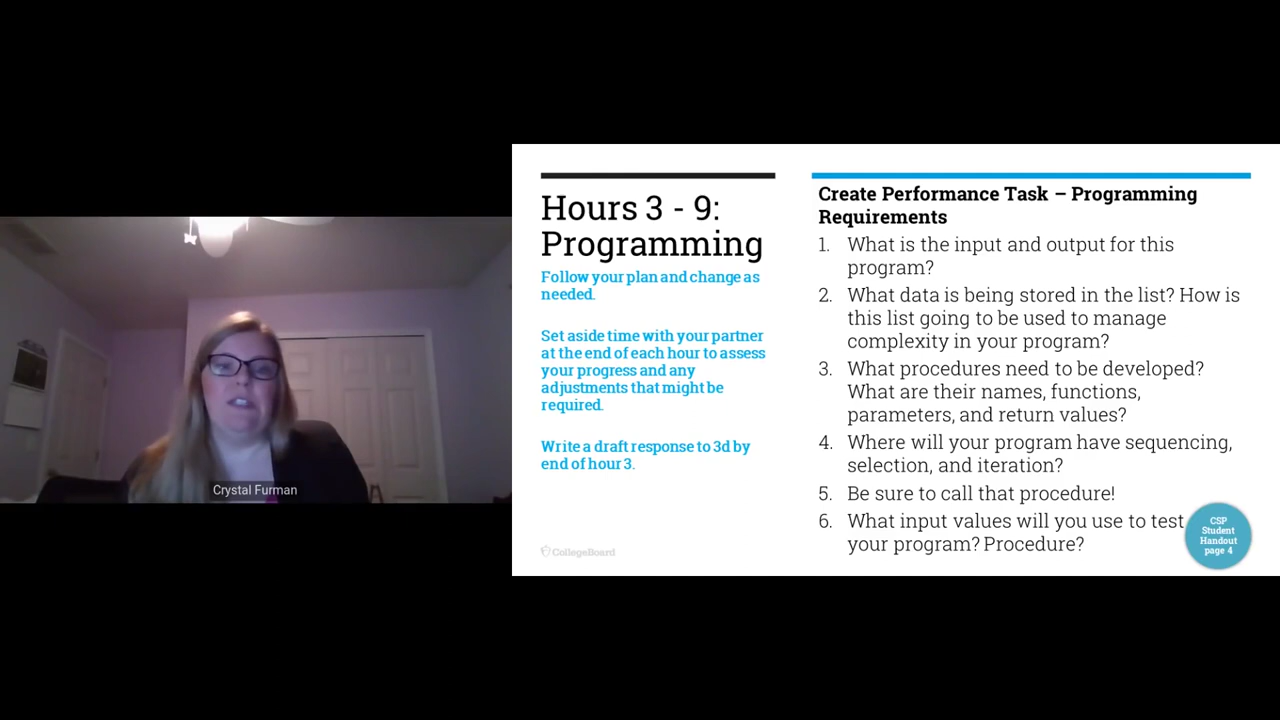 Crystal Furman
Hours 3 - 9:
Programming
Follow your plan and change as
needed.
Set aside time with your partner
at the end of each hour to assess
your progress and any
adjustments that might be
required.
Write a draft response to 3d by
end of hour 3.
CollegeBoard
Create Performance Task – Programming
Requirements
1. What is the input and output for this
program?
2. What data is being stored in the list? How is
this list going to be used to manage
complexity in your program?
3. What procedures need to be developed?
What are their names, functions,
parameters, and return values?
4. Where will your program have sequencing,
selection, and iteration?
5. Be sure to call that procedure!
6. What input values will you use to test
your program? Procedure?
CSP
Student
Handout
page 4